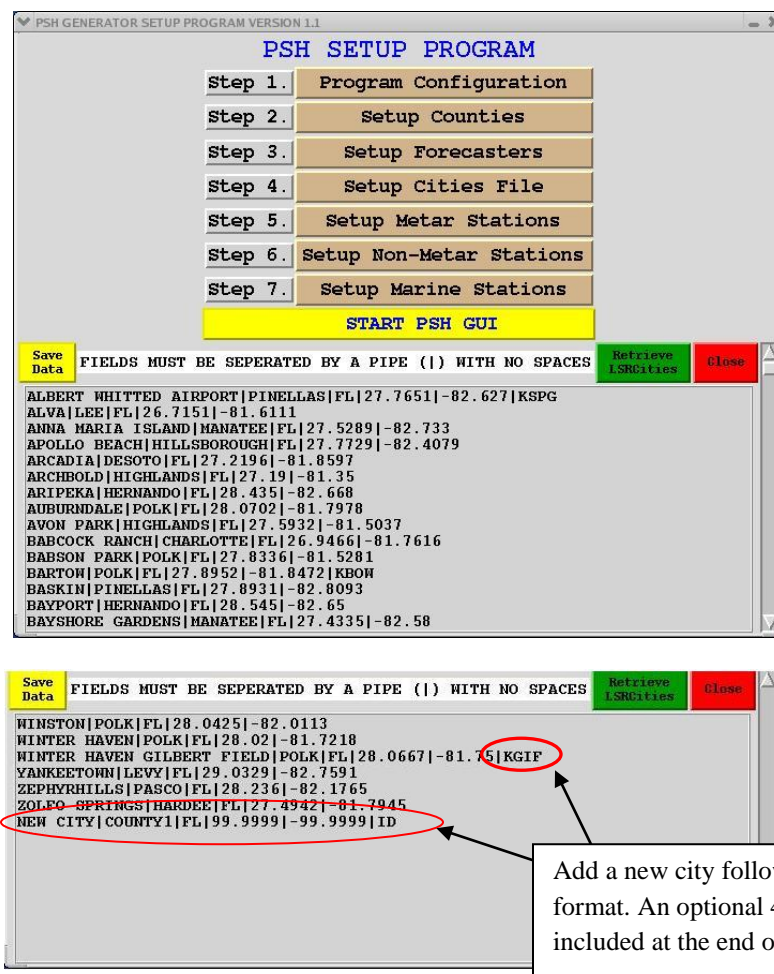 PSH GENERATOR SETUP PROGRAM VERSION 1.1
PSH SETUP PROGRAM
Step 1. Program Configuration
Step 2. Setup Counties
Step 3. Setup Forecasters
Step 4. Setup Cities File
Step 5. Setup Metar Stations
Step 6. Setup Non-Metar Stations
Step 7. Setup Marine Stations
START PSH GUI
Save Data FIELDS MUST BE SEPERATED BY A PIPE (|) WITH NO SPACES Retrieve LSRCities Close
ALBERT WHITTED AIRPORT|PINELLAS|FL|27.7651|-82.627|KSPG
ALVA|LEE|FL|26.7151|-81.6111
ANNA MARIA ISLAND|MANATEE|FL|27.5289|-82.733
APOLLO BEACH|HILLSBOROUGH|FL|27.7729|-82.4079
ARCADIA|DESOTO|FL|27.2196|-81.8597
ARCHBOLD|HIGHLANDS|FL|27.19|-81.35
ARIPEKA|HERNANDO|FL|28.435|-82.668
AUBURNDALE|POLK|FL|28.0702|-81.7978
AVON PARK|HIGHLANDS|FL|27.5932|-81.5037
BABCOCK RANCH|CHARLOTTE|FL|26.9466|-81.7616
BABSON PARK|POLK|FL|27.8336|-81.5281
BARTOW|POLK|FL|27.8952|-81.8472|KBOW
BASKIN|PINELLAS|FL|27.8931|-82.8093
BAYPORT|HERNANDO|FL|28.545|-82.65
BAYSHORE GARDENS|MANATEE|FL|27.4335|-82.58
Save Data FIELDS MUST BE SEPERATED BY A PIPE (|) WITH NO SPACES Retrieve LSRCities Close
WINSTON|POLK|FL|28.0425|-82.0113
WINTER HAVEN|POLK|FL|28.02|-81.7218
WINTER HAVEN GILBERT FIELD|POLK|FL|28.0667|-81.75|KGIF
YANKEETOWN|LEVY|FL|29.0329|-82.7591
ZEPHYRHILLS|PASCO|FL|28.236|-82.1765
ZOLFO SPRINGS|HARDEE|FL|27.4942|-81.7945
NEW CITY|COUNTY1|FL|99.9999|-99.9999|ID
Add a new city follo
format. An optional 4
included at the end o